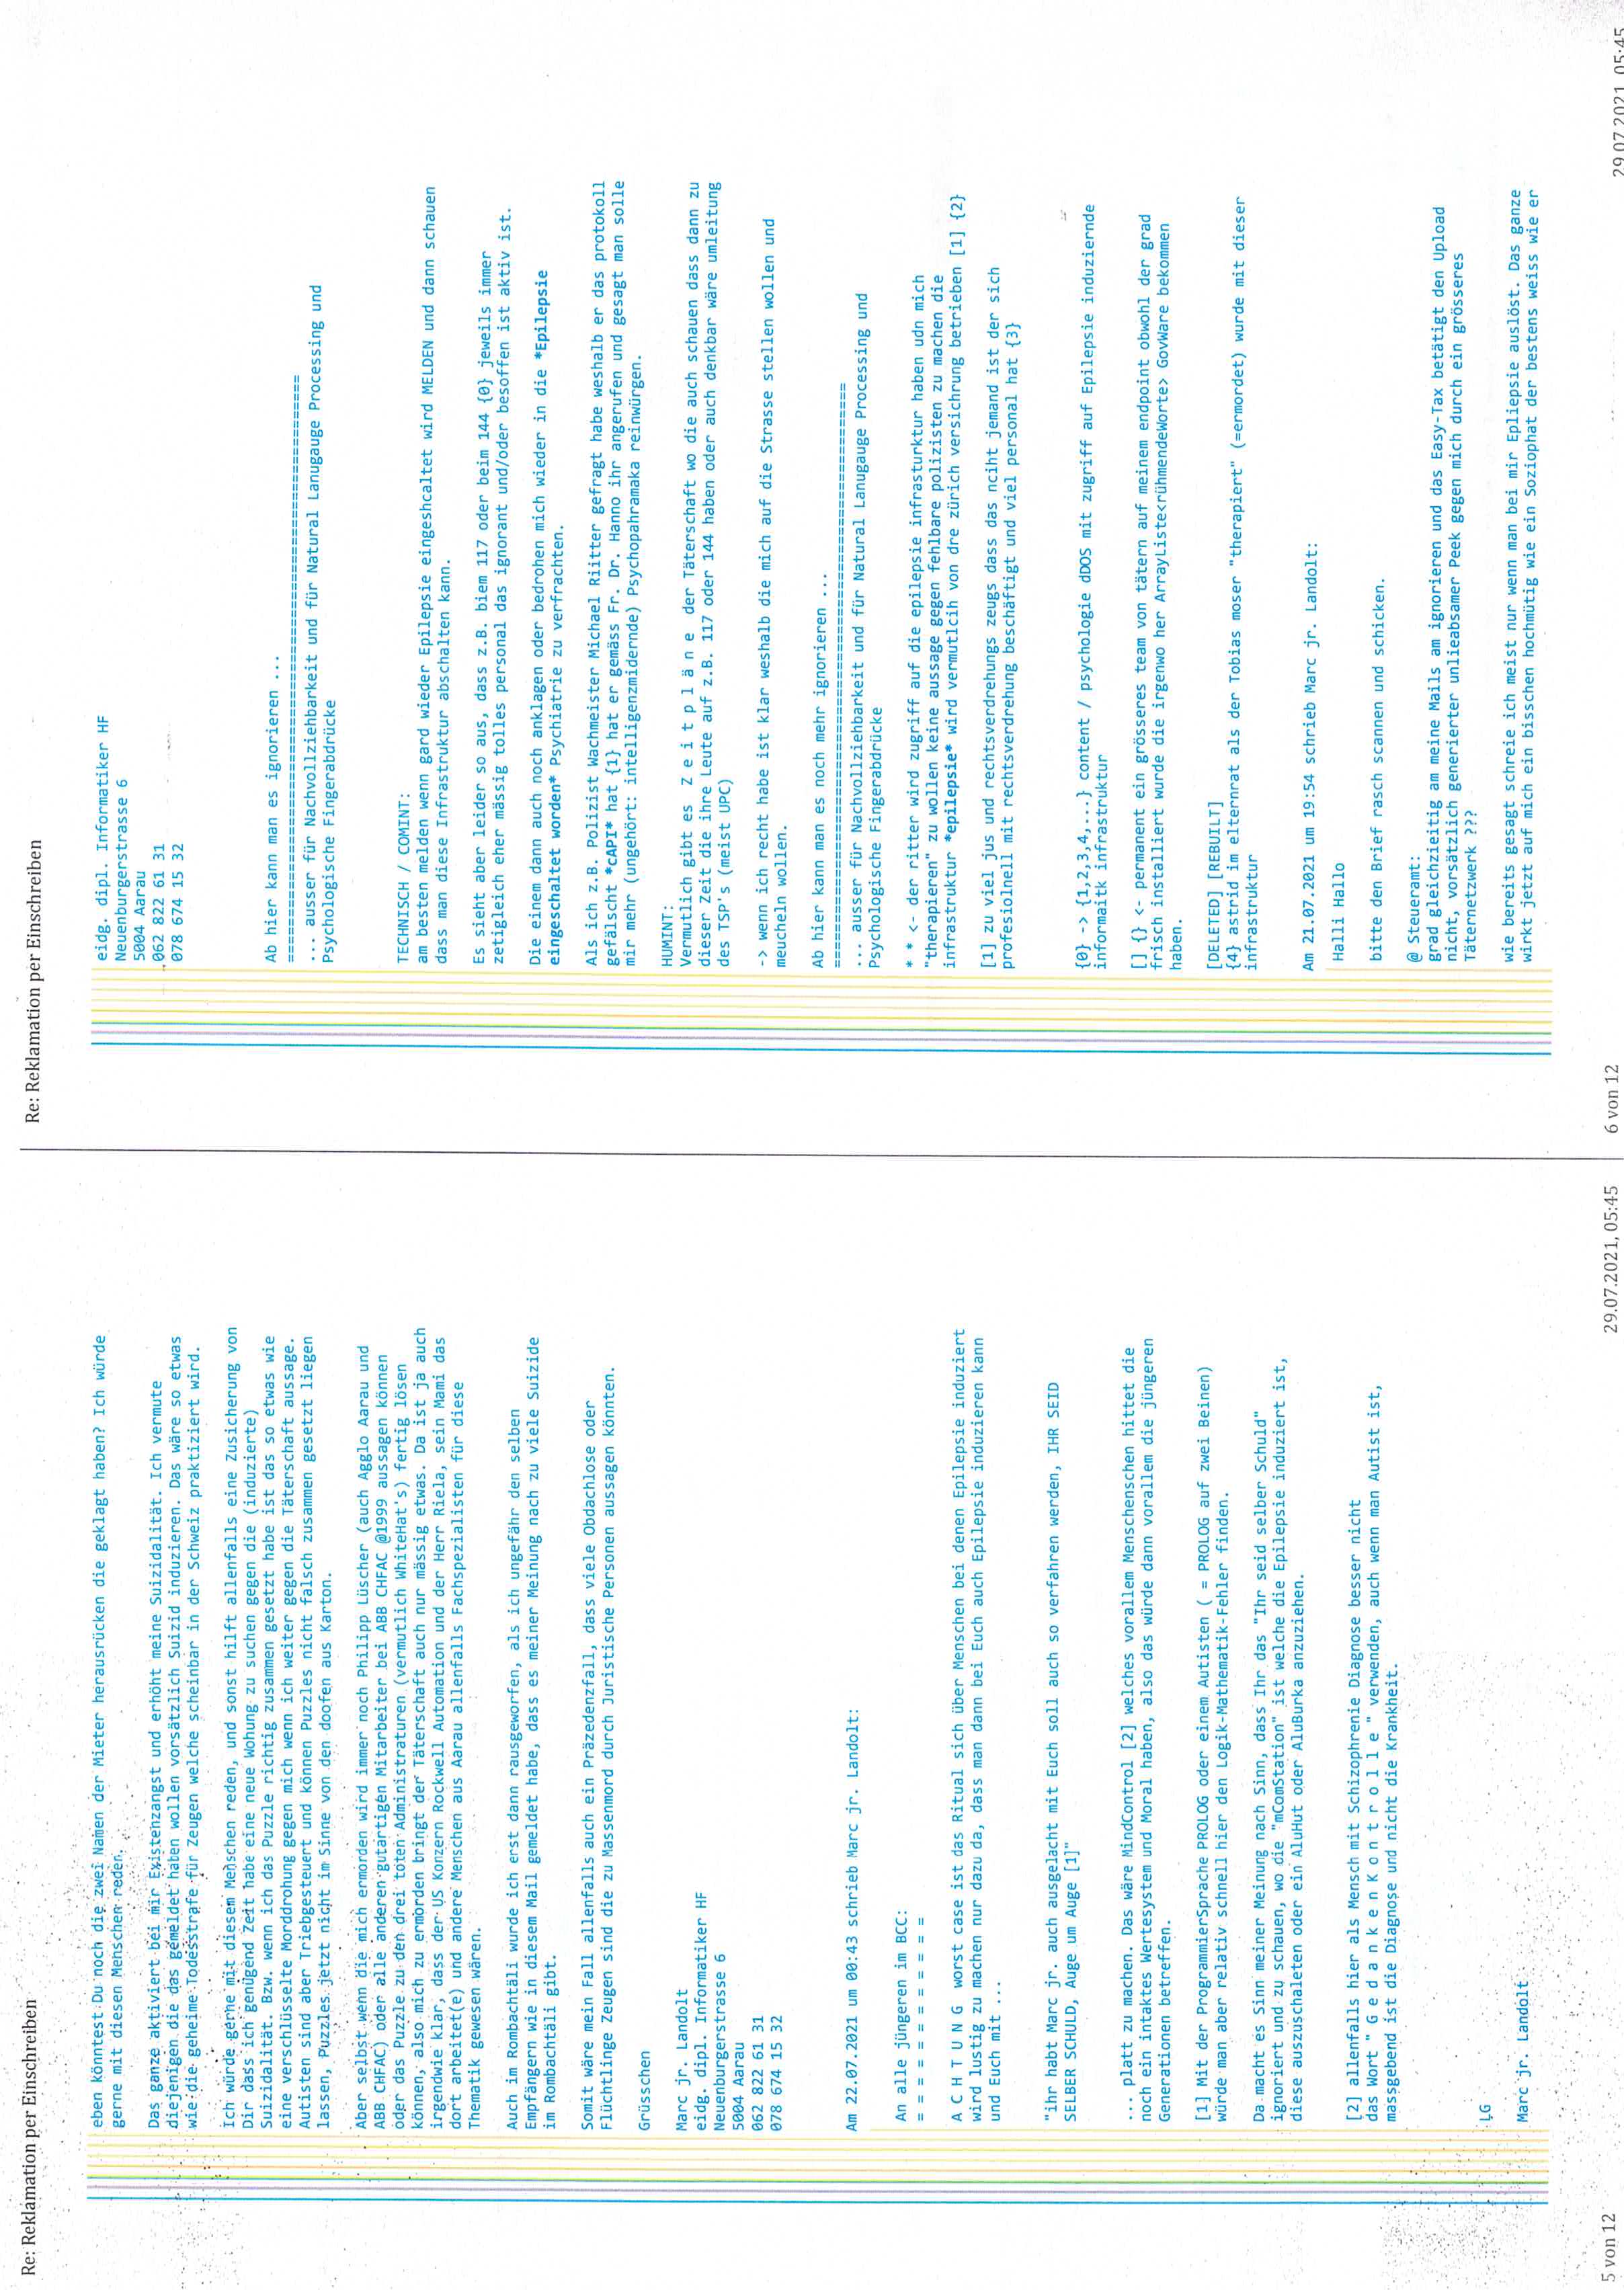 Re: Reklamation per Einschreiben
eben könntest Du noch die zwei Namen der Mieter herausrücken die geklagt haben? Ich würde
gerne mit diesen Menschen reden.
Das ganze aktiviert bei mir Existenzangst und erhöht meine Suizidalität. Ich vermute
diejenigen die das gemeldet haben wollen vorsätzlich Suizid induzieren. Das wäre so etwas
wie die geheime Todesstrafe für Zeugen welche scheinbar in der Schweiz praktiziert wird.
Ich würde gerne mit diesem Menschen reden, und sonst hilft allenfalls eine Zusicherung von
Dir dass ich genügend Zeit habe eine neue Wohung zu suchen gegen die (induzierte)
Suizidalität. Bzw. wenn ich das Puzzle richtig zusammen gesetzt habe ist das so etwas wie
eine verschlüsselte Morddrohung gegen mich wenn ich weiter gegen die Täterschaft aussage.
Autisten sind aber Triebgesteuert und können Puzzles nicht falsch zusammen gesetzt liegen
lassen, Puzzles jetzt nicht im Sinne von den doofen aus Karton.
Aber selbst wenn die mich ermorden wird immer noch Philipp Lüscher (auch Agglo Aarau und
ABB CHFAC) oder alle anderen gutartigen Mitarbeiter bei ABB CHFAC @1999 aussagen können
oder das Puzzle zu den drei toten Administraturen (vermutlich WhiteHat's) fertig lösen
können, also mich zu ermorden bringt der Täterschaft auch nur mässig etwas. Da ist ja auch
irgendwie klar, dass der US Konzern Rockwell Automation und der Herr Riela, sein Mami das
dort arbeitet(e) und andere Menschen aus Aarau allenfalls Fachspezialisten für diese
Thematik gewesen wären.
Auch im Rombachtäli wurde ich erst dann rausgeworfen, als ich ungefähr den selben
Empfängern wie in diesem Mail gemeldet habe, dass es meiner Meinung nach zu viele Suizide
im Rombachtäli gibt.
Somit wäre mein Fall allenfalls auch ein Präzedenzfall, dass viele Obdachlose oder
Flüchtlinge Zeugen sind die zu Massenmord durch Juristische Personen aussagen könnten.
Grüsschen
Marc jr. Landolt
eidg. dipl. Informatiker HF
Neuenburgerstrasse 6
5004 Aarau
062 822 61 31
078 674 15 32
Am 22.07.2021 um 00:43 schrieb Marc jr. Landolt:
An alle jüngeren im BCC:
= = = = = = = = = = = =
A C H T U N G  worst case ist das Ritual sich über Menschen bei denen Epilepsie induziert
wird lustig zu machen nur dazu da, dass man dann bei Euch auch Epilepsie induzieren kann
und Euch mit ...
"ihr habt Marc jr. auch ausgelacht mit Euch soll auch so verfahren werden, IHR SEID
SELBER SCHULD, Auge um Auge [1]"
... platt zu machen. Das wäre MindControl [2] welches vorallem Menschenschen hittet die
noch ein intaktes Wertesystem und Moral haben, also das würde dann vorallem die jüngeren
Generationen betreffen.
[1] Mit der ProgrammierSprache PROLOG oder einem Autisten ( = PROLOG auf zwei Beinen)
würde man aber relativ schnell hier den Logik-Mathematik-Fehler finden.
Da macht es Sinn meiner Meinung nach Sinn, dass Ihr das "Ihr seid selber Schuld"
ignoriert und zu schauen, wo die "mComStation" ist welche die Epilepsie induziert ist,
diese auszuschaleten oder ein AluHut oder AluBurka anzuziehen.
[2] allenfalls hier als Mensch mit Schizophrenie Diagnose besser nicht
das Wort " G e d a n k e n K o n t r o l l e " verwenden, auch wenn man Autist ist,
massgebend ist die Diagnose und nicht die Krankheit.
LG
Marc jr. Landolt
5 von 12
29.07.2021, 05:45
Re: Reklamation per Einschreiben
eidg. dipl. Informatiker HF
Neuenburgerstrasse 6
5004 Aarau
062 822 61 31
078 674 15 32
Ab hier kann man es ignorieren ...
... ausser für Nachvollziehbarkeit und für Natural Lanugauge Processing und
Psychologische Fingerabdrücke
TECHNISCH / COMINT:
am besten melden wenn gard wieder Epilepsie eingeshcaltet wird MELDEN und dann schauen
dass man diese Infrastruktur abschalten kann.
Es sieht aber leider so aus, dass z.B. biem 117 oder beim 144 {0} jeweils immer
zetigleich eher mässig tolles personal das ignorant und/oder besoffen ist aktiv ist.
Die einem dann auch noch anklagen oder bedrohen mich wieder in die *Epilepsie
eingeschaltet worden* Psychiatrie zu verfrachten.
Als ich z.B. Polizist Wachmeister Michael Riitter gefragt habe weshalb er das protokoll
gefälscht *cAPI* hat {1} hat er gemäss Fr. Dr. Hanno ihr angerufen und gesagt man solle
mir mehr (ungehört: intelligenzmidernde) Psychopahramaka reinwürgen.
HUMINT:
Vermutlich gibt es  Z e i t p l ä n e  der Täterschaft wo die auch schauen dass dann zu
dieser Zeit die ihre Leute auf z.B. 117 oder 144 haben oder auch denkbar wäre umleitung
des TSP's (meist UPC)
-> wenn ich recht habe ist klar weshalb die mich auf die Strasse stellen wollen und
meucheln wollen.
Ab hier kann man es noch mehr ignorieren ...
... ausser für Nachvollziehbarkeit und für Natural Lanugauge Processing und
Psychologische Fingerabdrücke
* * <- der ritter wird zugriff auf die epilepsie infrasturktur haben udn mich
"therapieren" zu wollen keine aussage gegen fehlbare polizisten zu machen die
infrastruktur *epilepsie* wird vermutlcih von dre zürich versichrung betrieben [1] {2}
[1] zu viel jus und rechtsverdrehungs zeugs dass das nciht jemand ist der sich
profesiolnell mit rechtsverdrehung beschäftigt und viel personal hat {3}
{0} -> {1,2,3,4,...} content / psychologie dDOS mit zugriff auf Epilepsie induziernde
informaitk infrastruktur
[] {} <- permanent ein grösseres team von tätern auf meinem endpoint obwohl der grad
frisch installiert wurde die irgenwo her ArrayListe<rühmendeWorte> GovWare bekommen
haben.
[DELETED] [REBUILT]
{4} astrid im elternrat als der Tobias moser "therapiert" (=ermordet) wurde mit dieser
infrastruktur
Am 21.07.2021 um 19:54 schrieb Marc jr. Landolt:
Halli Hallo
bitte den Brief rasch scannen und schicken.
@ Steueramt:
grad gleichzeitig am meine Mails am ignorieren und das Easy-Tax betätigt den Upload
nicht, vorsätzlich generierter unlieabsamer Peek gegen mich durch ein grösseres
Täternetzwerk ???
wie bereits gesagt schreie ich meist nur wenn man bei mir Epliepsie auslöst. Das ganze
wirkt jetzt auf mich ein bisschen hochmütig wie ein Soziophat der bestens weiss wie er
6 von 12
29.07.2021, 05:45